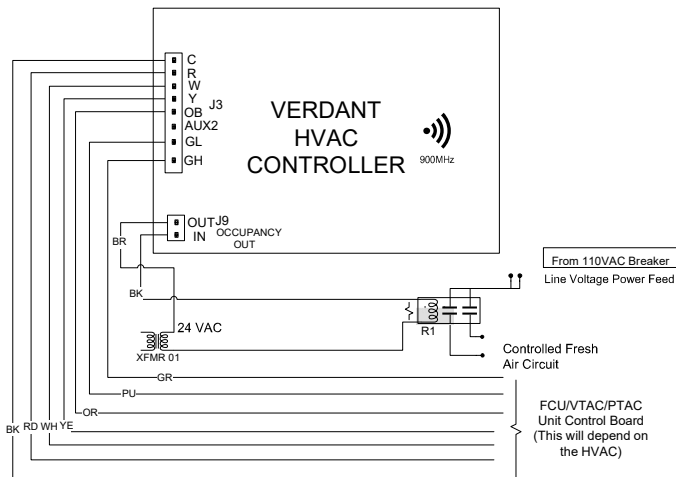 C
R
W
Y
J3
OB
AUX2
GL
GH
VERDANT
HVAC
CONTROLLER
900MHz
OUT
J9
IN
OCCUPANCY
OUT
BR
BK
24 VAC
XFMR 01
R1
From 110VAC Breaker
Line Voltage Power Feed
Controlled Fresh
Air Circuit
GR
PU
OR
BK
RD
WH
YE
FCU/VTAC/PTAC
Unit Control Board
(This will depend on
the HVAC)